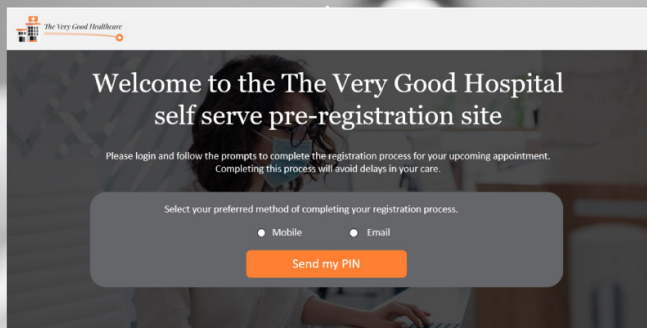 The Very Good Healthcare
Welcome to the The Very Good Hospital
self serve pre-registration site
Please login and follow the prompts to complete the registration process for your upcoming appointment.
Completing this process will avoid delays in your care.
Select your preferred method of completing your registration process.
Mobile Email
Send my PIN